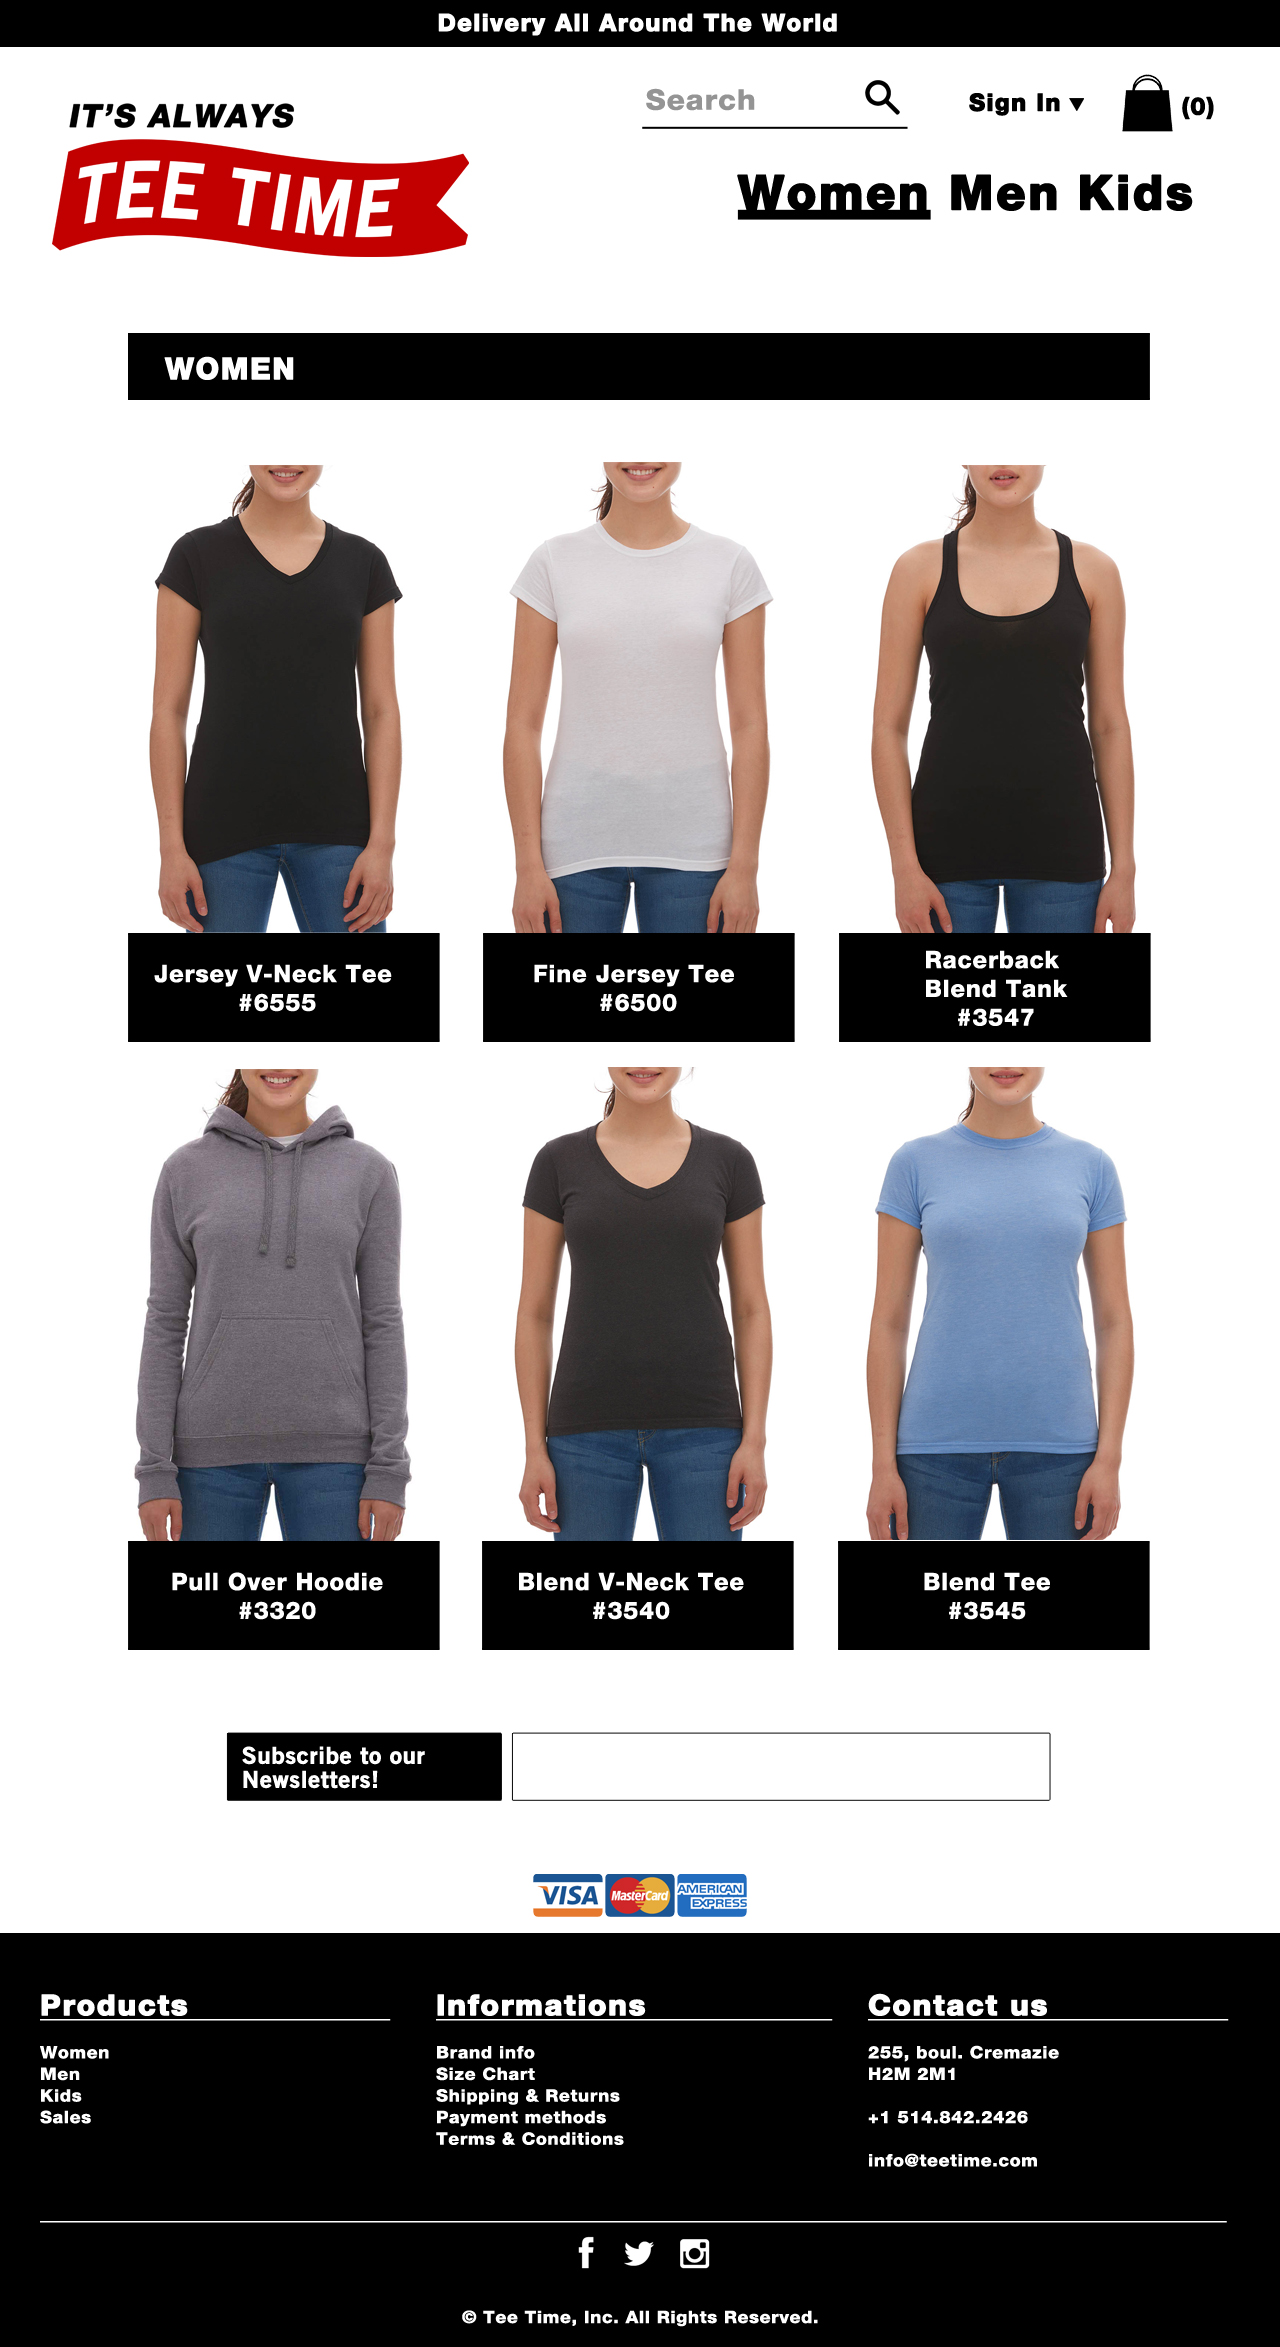 Delivery All Around The World
Search
Sign In ▼
(0)
IT'S ALWAYS
TEE TIME
Women Men Kids
WOMEN
Jersey V-Neck Tee
#6555
Fine Jersey Tee
#6500
Racerback
Blend Tank
#3547
Pull Over Hoodie
#3320
Blend V-Neck Tee
#3540
Blend Tee
#3545
Subscribe to our
Newsletters!
VISA
MasterCard
AMERICAN
EXPRESS
Products
Women
Men
Kids
Sales
Informations
Brand info
Size Chart
Shipping & Returns
Payment methods
Terms & Conditions
Contact us
255, boul. Cremazie
H2M 2M1
+1 514.842.2426
info@teetime.com
© Tee Time, Inc. All Rights Reserved.